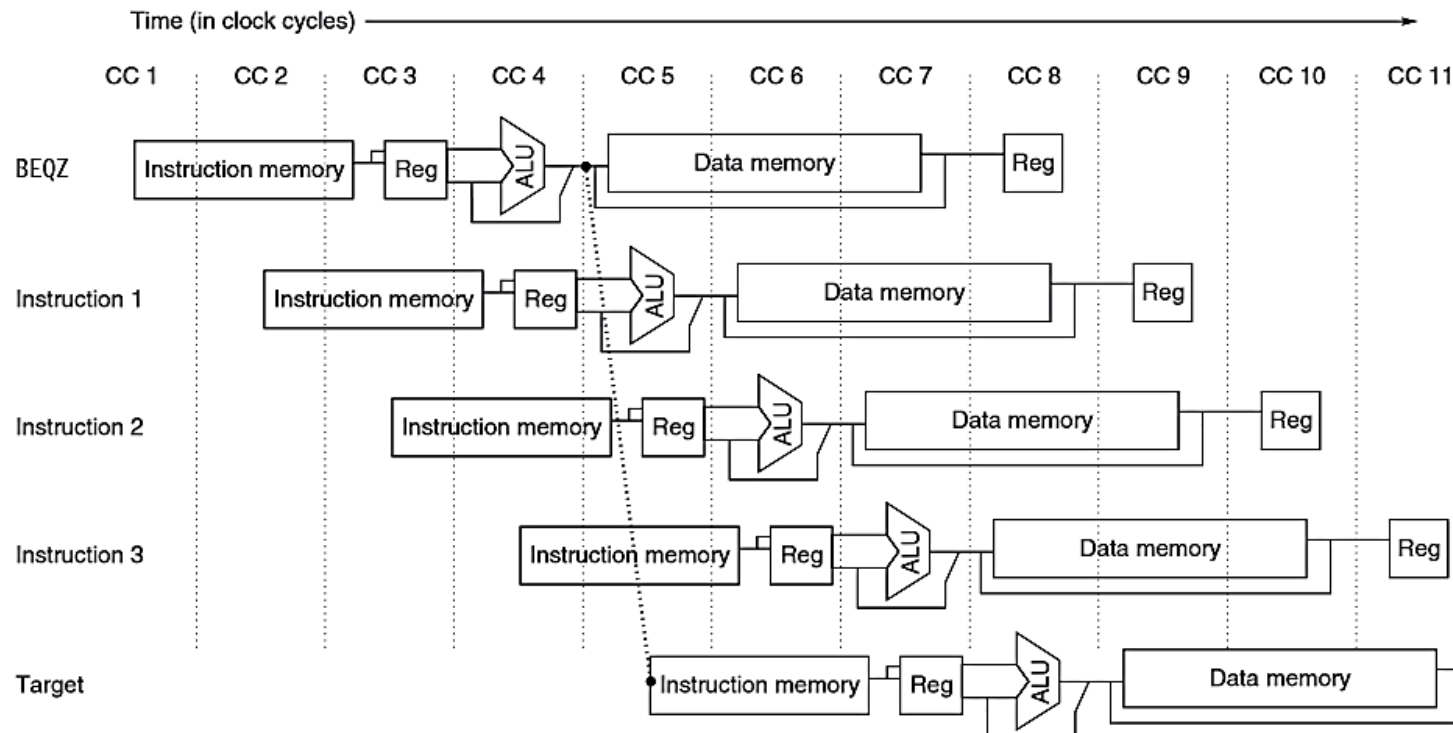 Time (in clock cycles)
CC 1 CC 2 CC 3 CC 4 CC 5 CC 6 CC 7 CC 8 CC 9 CC 10 CC 11
BEQZ Instruction memory Reg ALU Data memory Reg
Instruction 1 Instruction memory Reg ALU Data memory Reg
Instruction 2 Instruction memory Reg ALU Data memory Reg
Instruction 3 Instruction memory Reg ALU Data memory Reg
Target Instruction memory Reg ALU Data memory